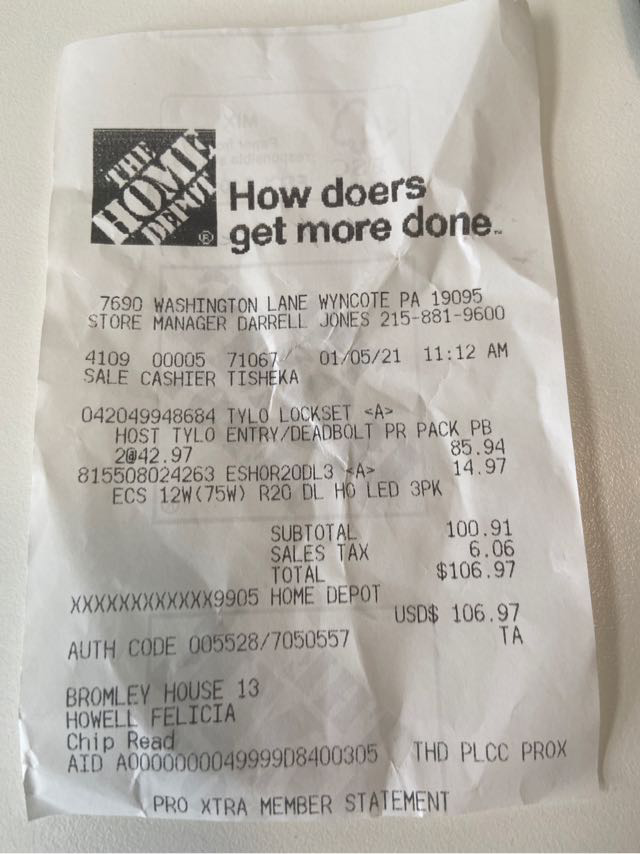 THE
HOME
DEPOT
®
How doers
get more done™
7690 WASHINGTON LANE WYNCOTE PA 19095
STORE MANAGER DARRELL JONES 215-881-9600
4109 00005 71067 01/05/21 11:12 AM
SALE CASHIER TISHEKA
042049948684 TYLO LOCKSET <A>
HOST TYLO ENTRY/DEADBOLT PR PACK PB
2@42.97 85.94
815508024263 ESHOR20DL3 <A> 14.97
ECS 12W(75W) R20 DL HO LED 3PK
SUBTOTAL 100.91
SALES TAX 6.06
TOTAL $106.97
XXXXXXXXXXXX9905 HOME DEPOT
USD$ 106.97
AUTH CODE 005528/7050557 TA
BROMLEY HOUSE 13
HOWELL FELICIA
Chip Read
AID A0000000049999D8400305 THD PLCC PROX
PRO XTRA MEMBER STATEMENT